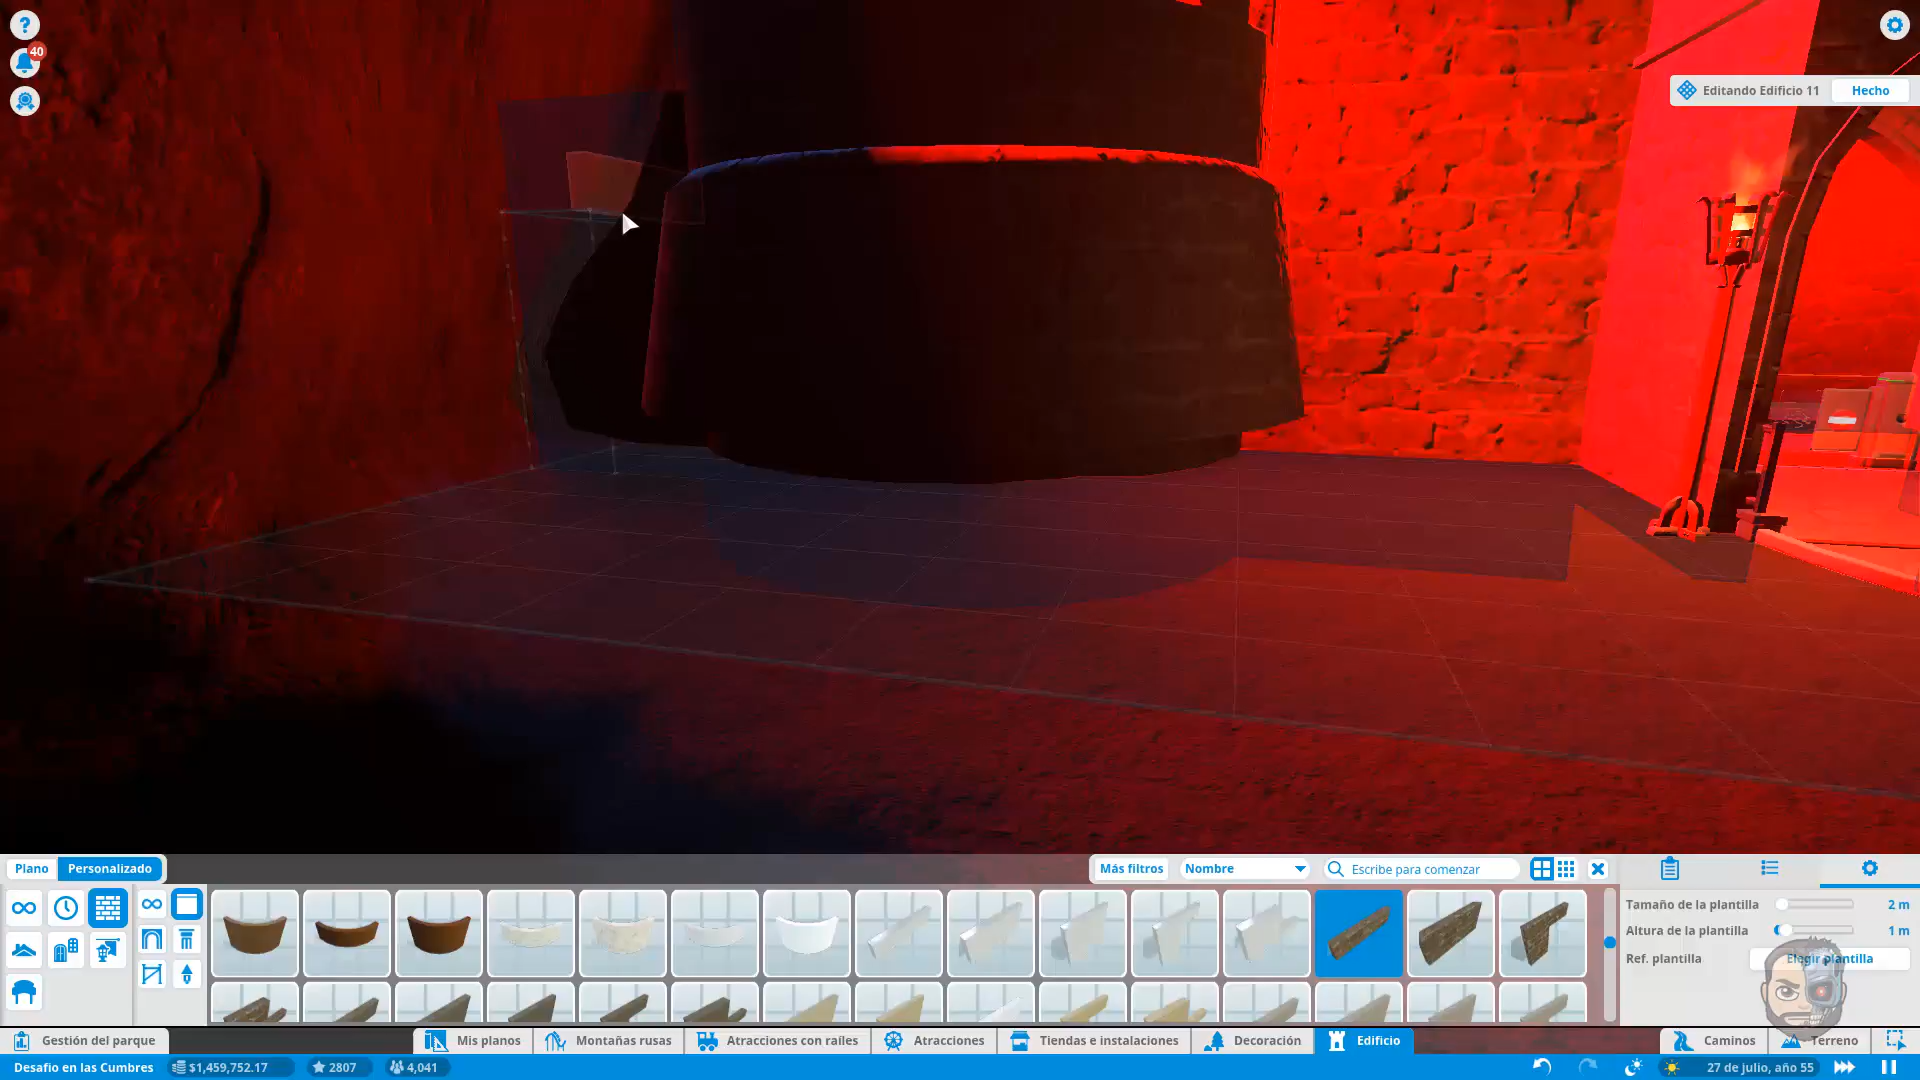 ?
40
Editando Edificio 11
Hecho
Plano
Personalizado
Más filtros
Nombre
Escribe para comenzar
Tamaño de la plantilla
2 m
Altura de la plantilla
1 m
Ref. plantilla
Elegir plantilla
Gestión del parque
Mis planos
Montañas rusas
Atracciones con raíles
Atracciones
Tiendas e instalaciones
Decoración
Edificio
Caminos
Terreno
Desafio en las Cumbres
$1,459,752.17
2807
4,041
27 de julio, año 55